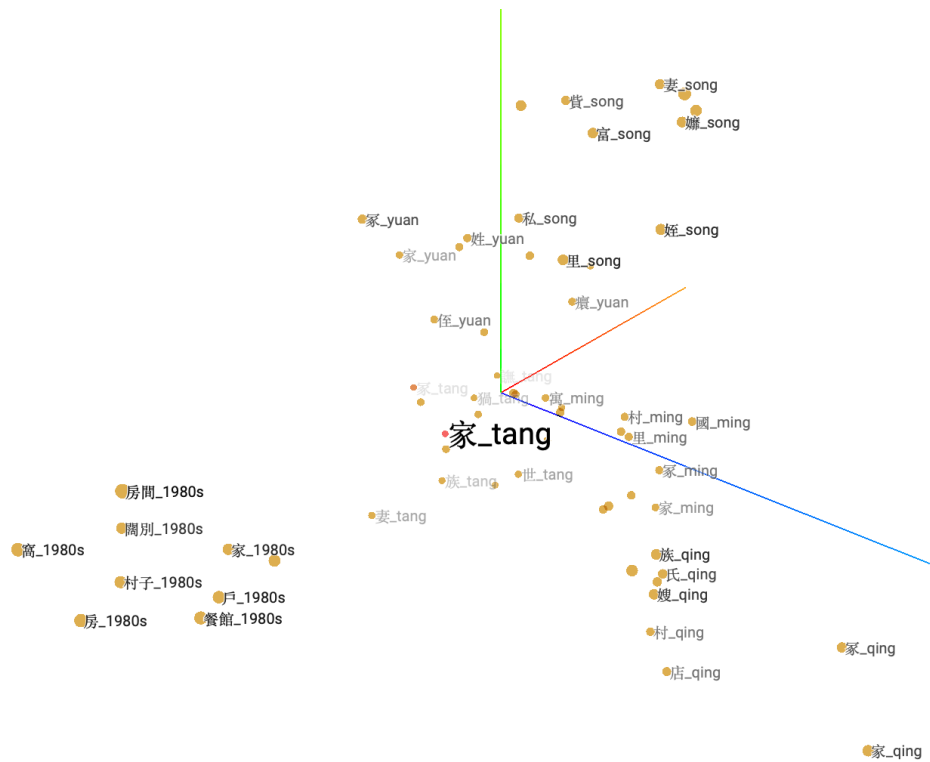 妻_song
貲_song
嫲_song
富_song
冢_yuan
私_song
姪_song
姓_yuan
家_yuan
里_song
癮_yuan
侄_yuan
冢_tang
寓_ming
村_ming
國_ming
家_tang
里_ming
冢_ming
族_tang
世_tang
房間_1980s
家_ming
妻_tang
闊別_1980s
窩_1980s
家_1980s
族_qing
氏_qing
村子_1980s
戶_1980s
嫂_qing
房_1980s
餐館_1980s
村_qing
冢_qing
店_qing
家_qing